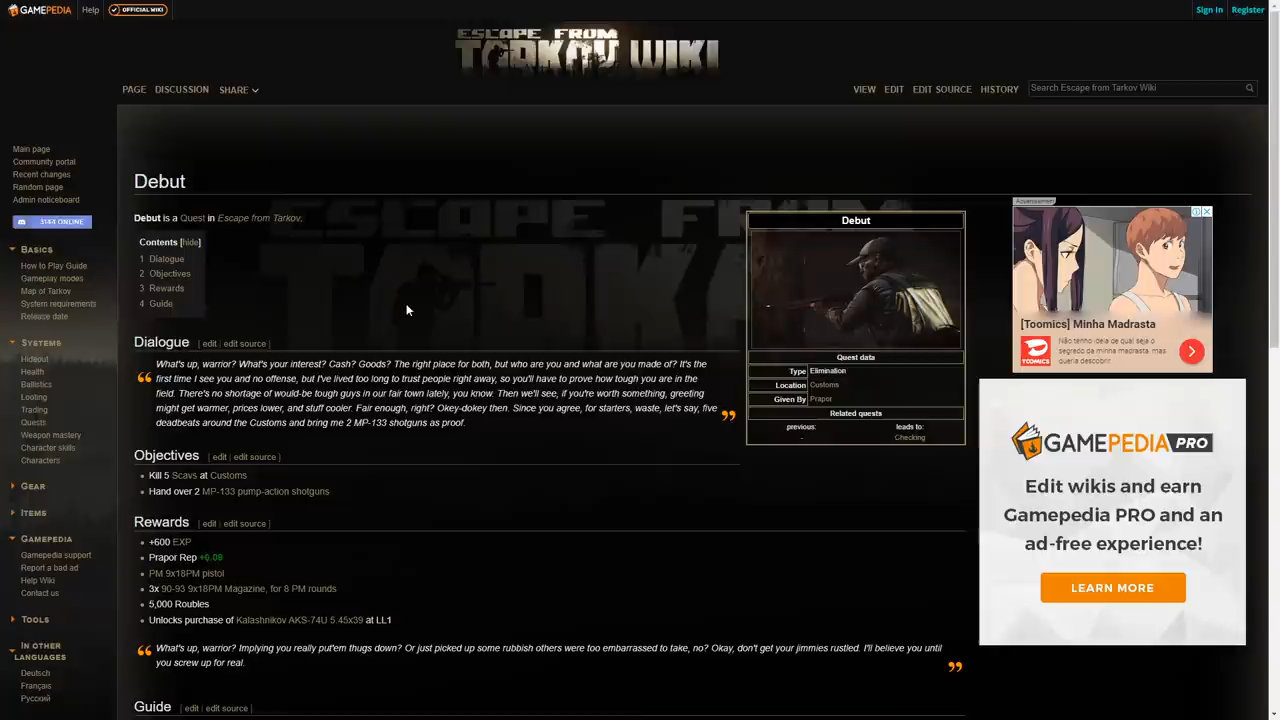 GAMEPEDIA
Help
OFFICIAL WIKI
Sign In
Register
ESCAPE FROM
TARKOV WIKI
PAGE
DISCUSSION
SHARE
VIEW
EDIT
EDIT SOURCE
HISTORY
Search Escape from Tarkov Wiki
Main page
Community portal
Recent changes
Random page
Admin noticeboard
3144 ONLINE
BASICS
How to Play Guide
Gameplay modes
Map of Tarkov
System requirements
Release date
SYSTEMS
Hideout
Health
Ballistics
Looting
Trading
Quests
Weapon mastery
Character skills
Characters
GEAR
ITEMS
GAMEPEDIA
Gamepedia support
Report a bad ad
Help Wiki
Contact us
TOOLS
IN OTHER
LANGUAGES
Deutsch
Français
Русский
Debut
Debut is a Quest in Escape from Tarkov.
Contents [hide]
1 Dialogue
2 Objectives
3 Rewards
4 Guide
Dialogue [ edit | edit source ]
What's up, warrior? What's your interest? Cash? Goods? The right place for both, but who are you and what are you made of? It's the
first time I see you and no offense, but I've lived too long to trust people right away, so you'll have to prove how tough you are in the
field. There's no shortage of would-be tough guys in our fair town lately, you know. Then we'll see, if you're worth something, greeting
might get warmer, prices lower, and stuff cooler. Fair enough, right? Okey-dokey then. Since you agree, for starters, waste, let's say, five
deadbeats around the Customs and bring me 2 MP-133 shotguns as proof.
Objectives [ edit | edit source ]
Kill 5 Scavs at Customs
Hand over 2 MP-133 pump-action shotguns
Rewards [ edit | edit source ]
+600 EXP
Prapor Rep +0.08
PM 9x18PM pistol
3x 90-93 9x18PM Magazine, for 8 PM rounds
5,000 Roubles
Unlocks purchase of Kalashnikov AKS-74U 5.45x39 at LL1
What's up, warrior? Implying you really put'em thugs down? Or just picked up some rubbish others were too embarrassed to take, no? Okay, don't get your jimmies rustled. I'll believe you until
you screw up for real.
Guide [ edit | edit source ]
Debut
Quest data
Type Elimination
Location Customs
Given By Prapor
Related quests
previous:
-
leads to:
Checking
Advertisement
[Toomics] Minha Madrasta
TOOMICS
Não tenho ideia de qual seja o
segredo da minha madrasta, mas
queria descobrir...
GAMEPEDIA PRO
Edit wikis and earn
Gamepedia PRO and an
ad-free experience!
LEARN MORE